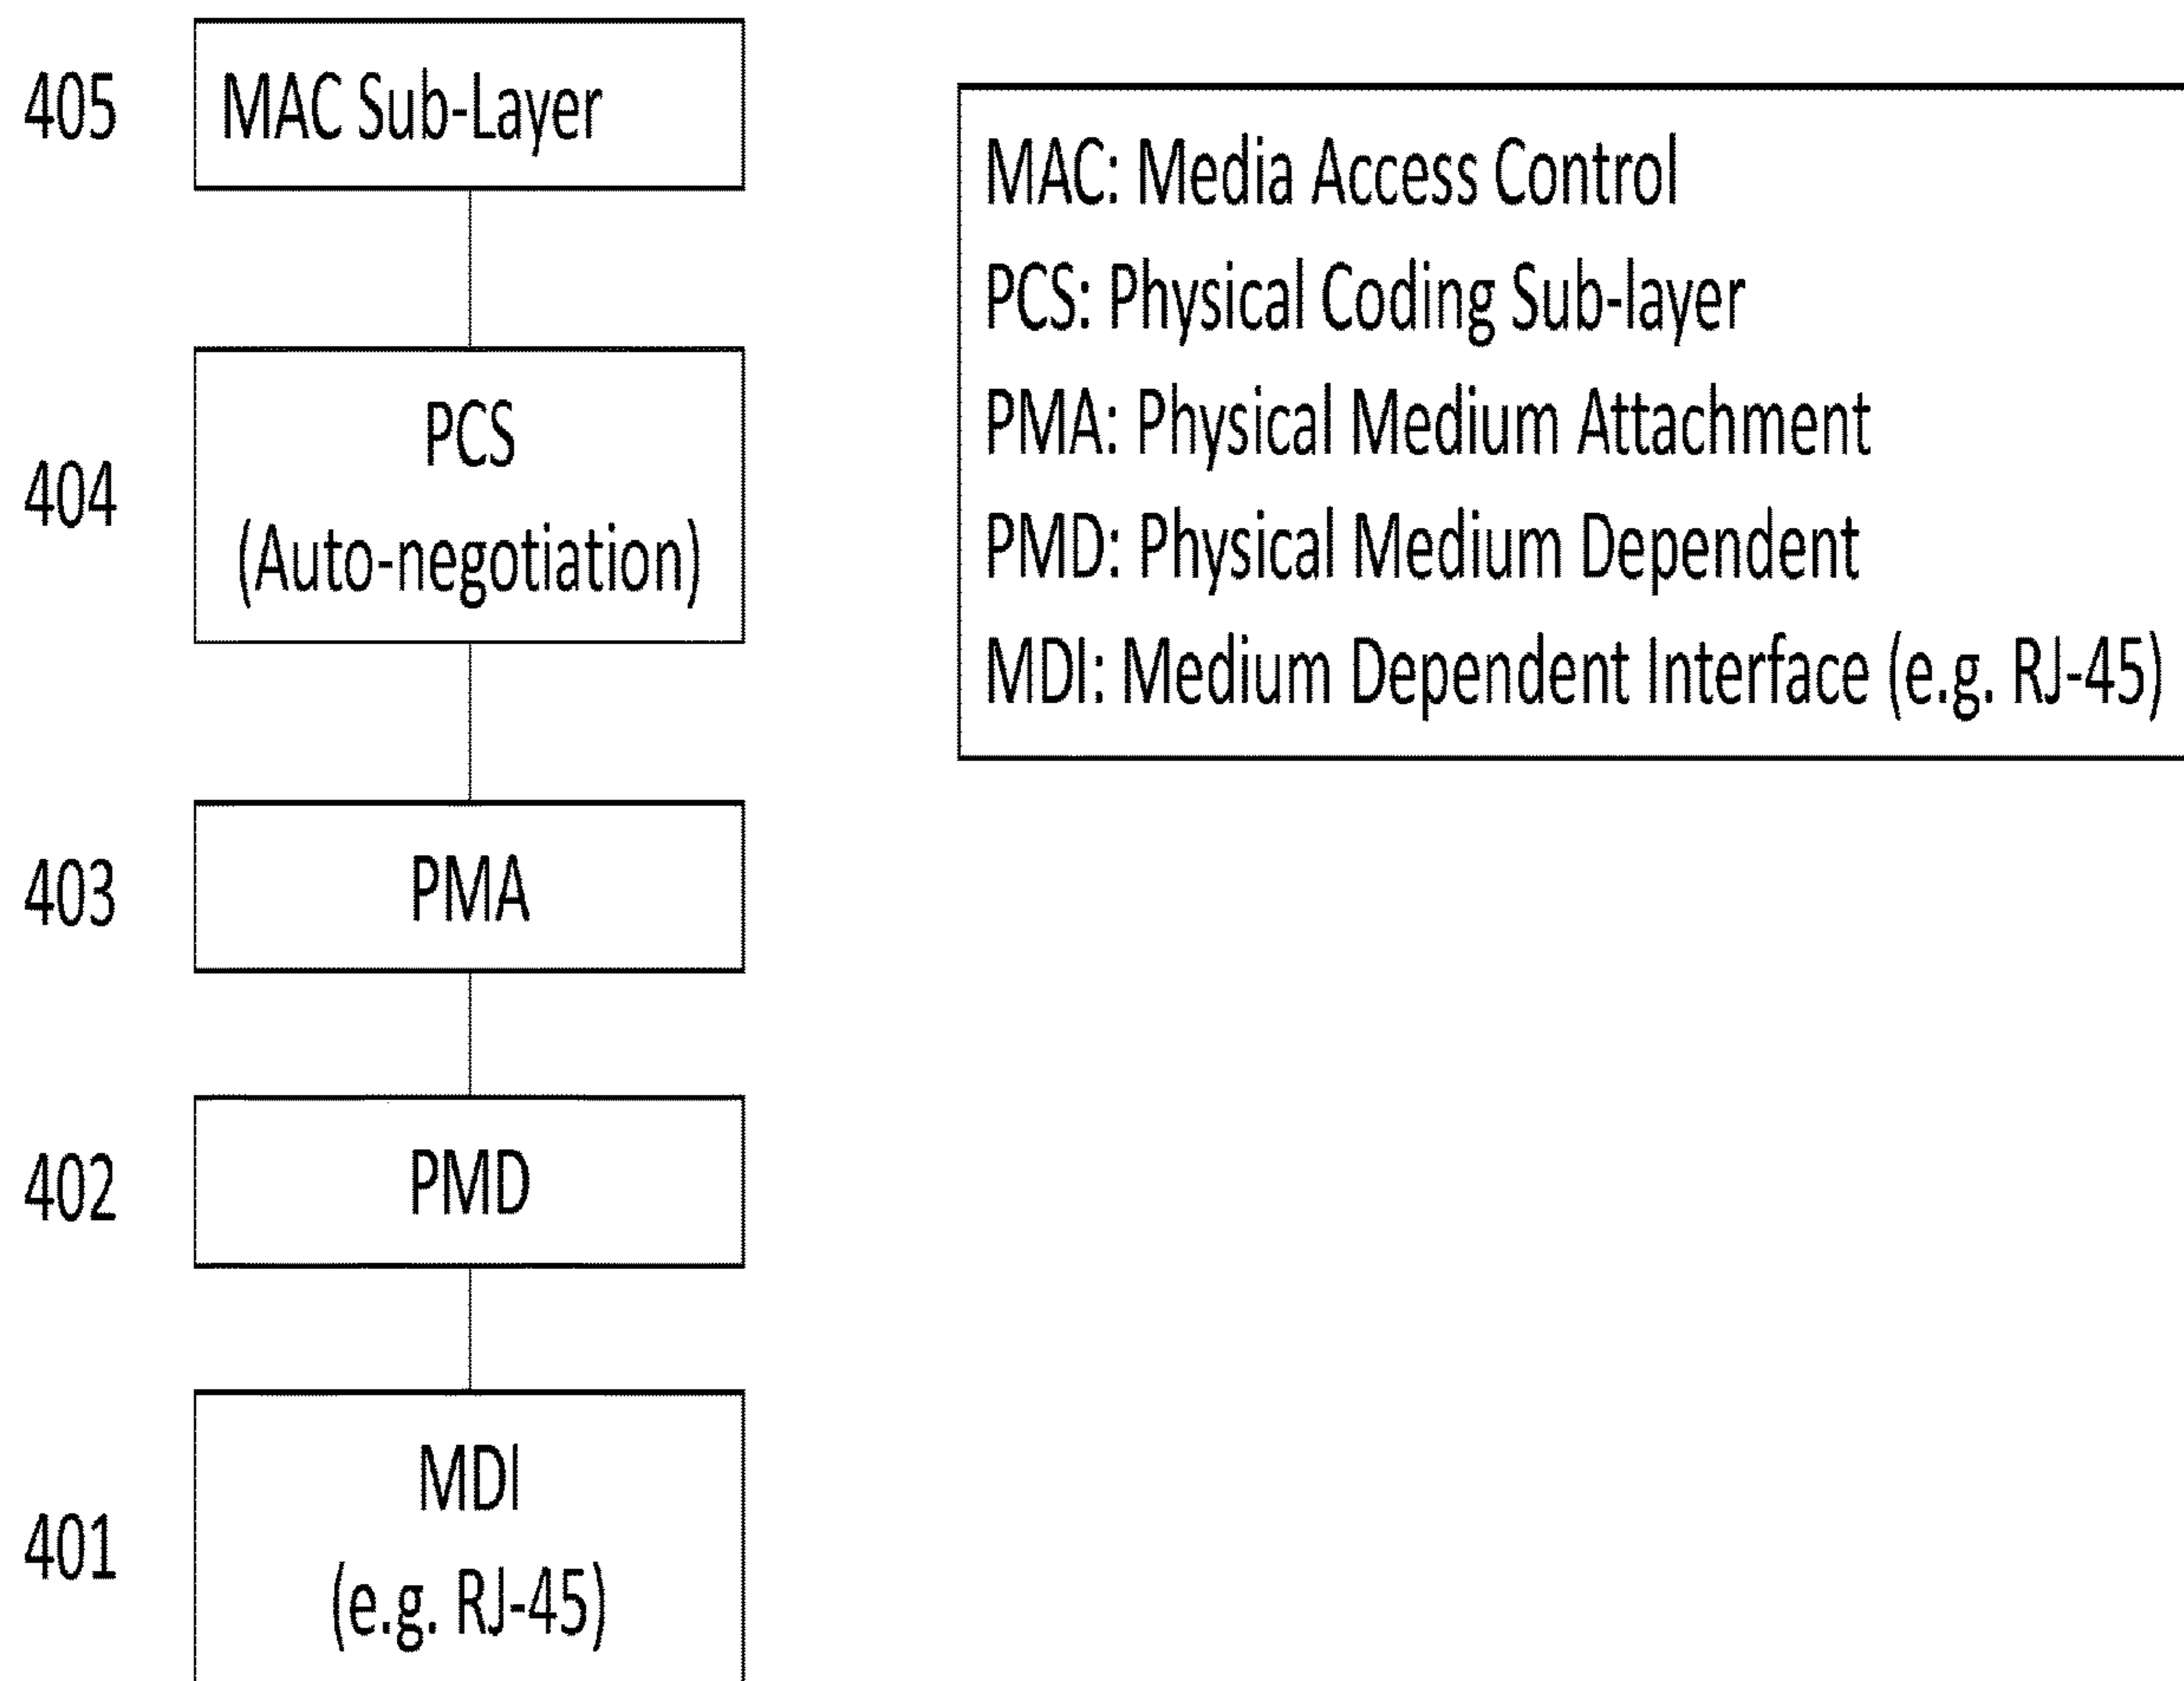 405
MAC Sub-Layer
404
PCS
(Auto-negotiation)
403
PMA
402
PMD
401
MDI
(e.g. RJ-45)
MAC: Media Access Control
PCS: Physical Coding Sub-layer
PMA: Physical Medium Attachment
PMD: Physical Medium Dependent
MDI: Medium Dependent Interface (e.g. RJ-45)